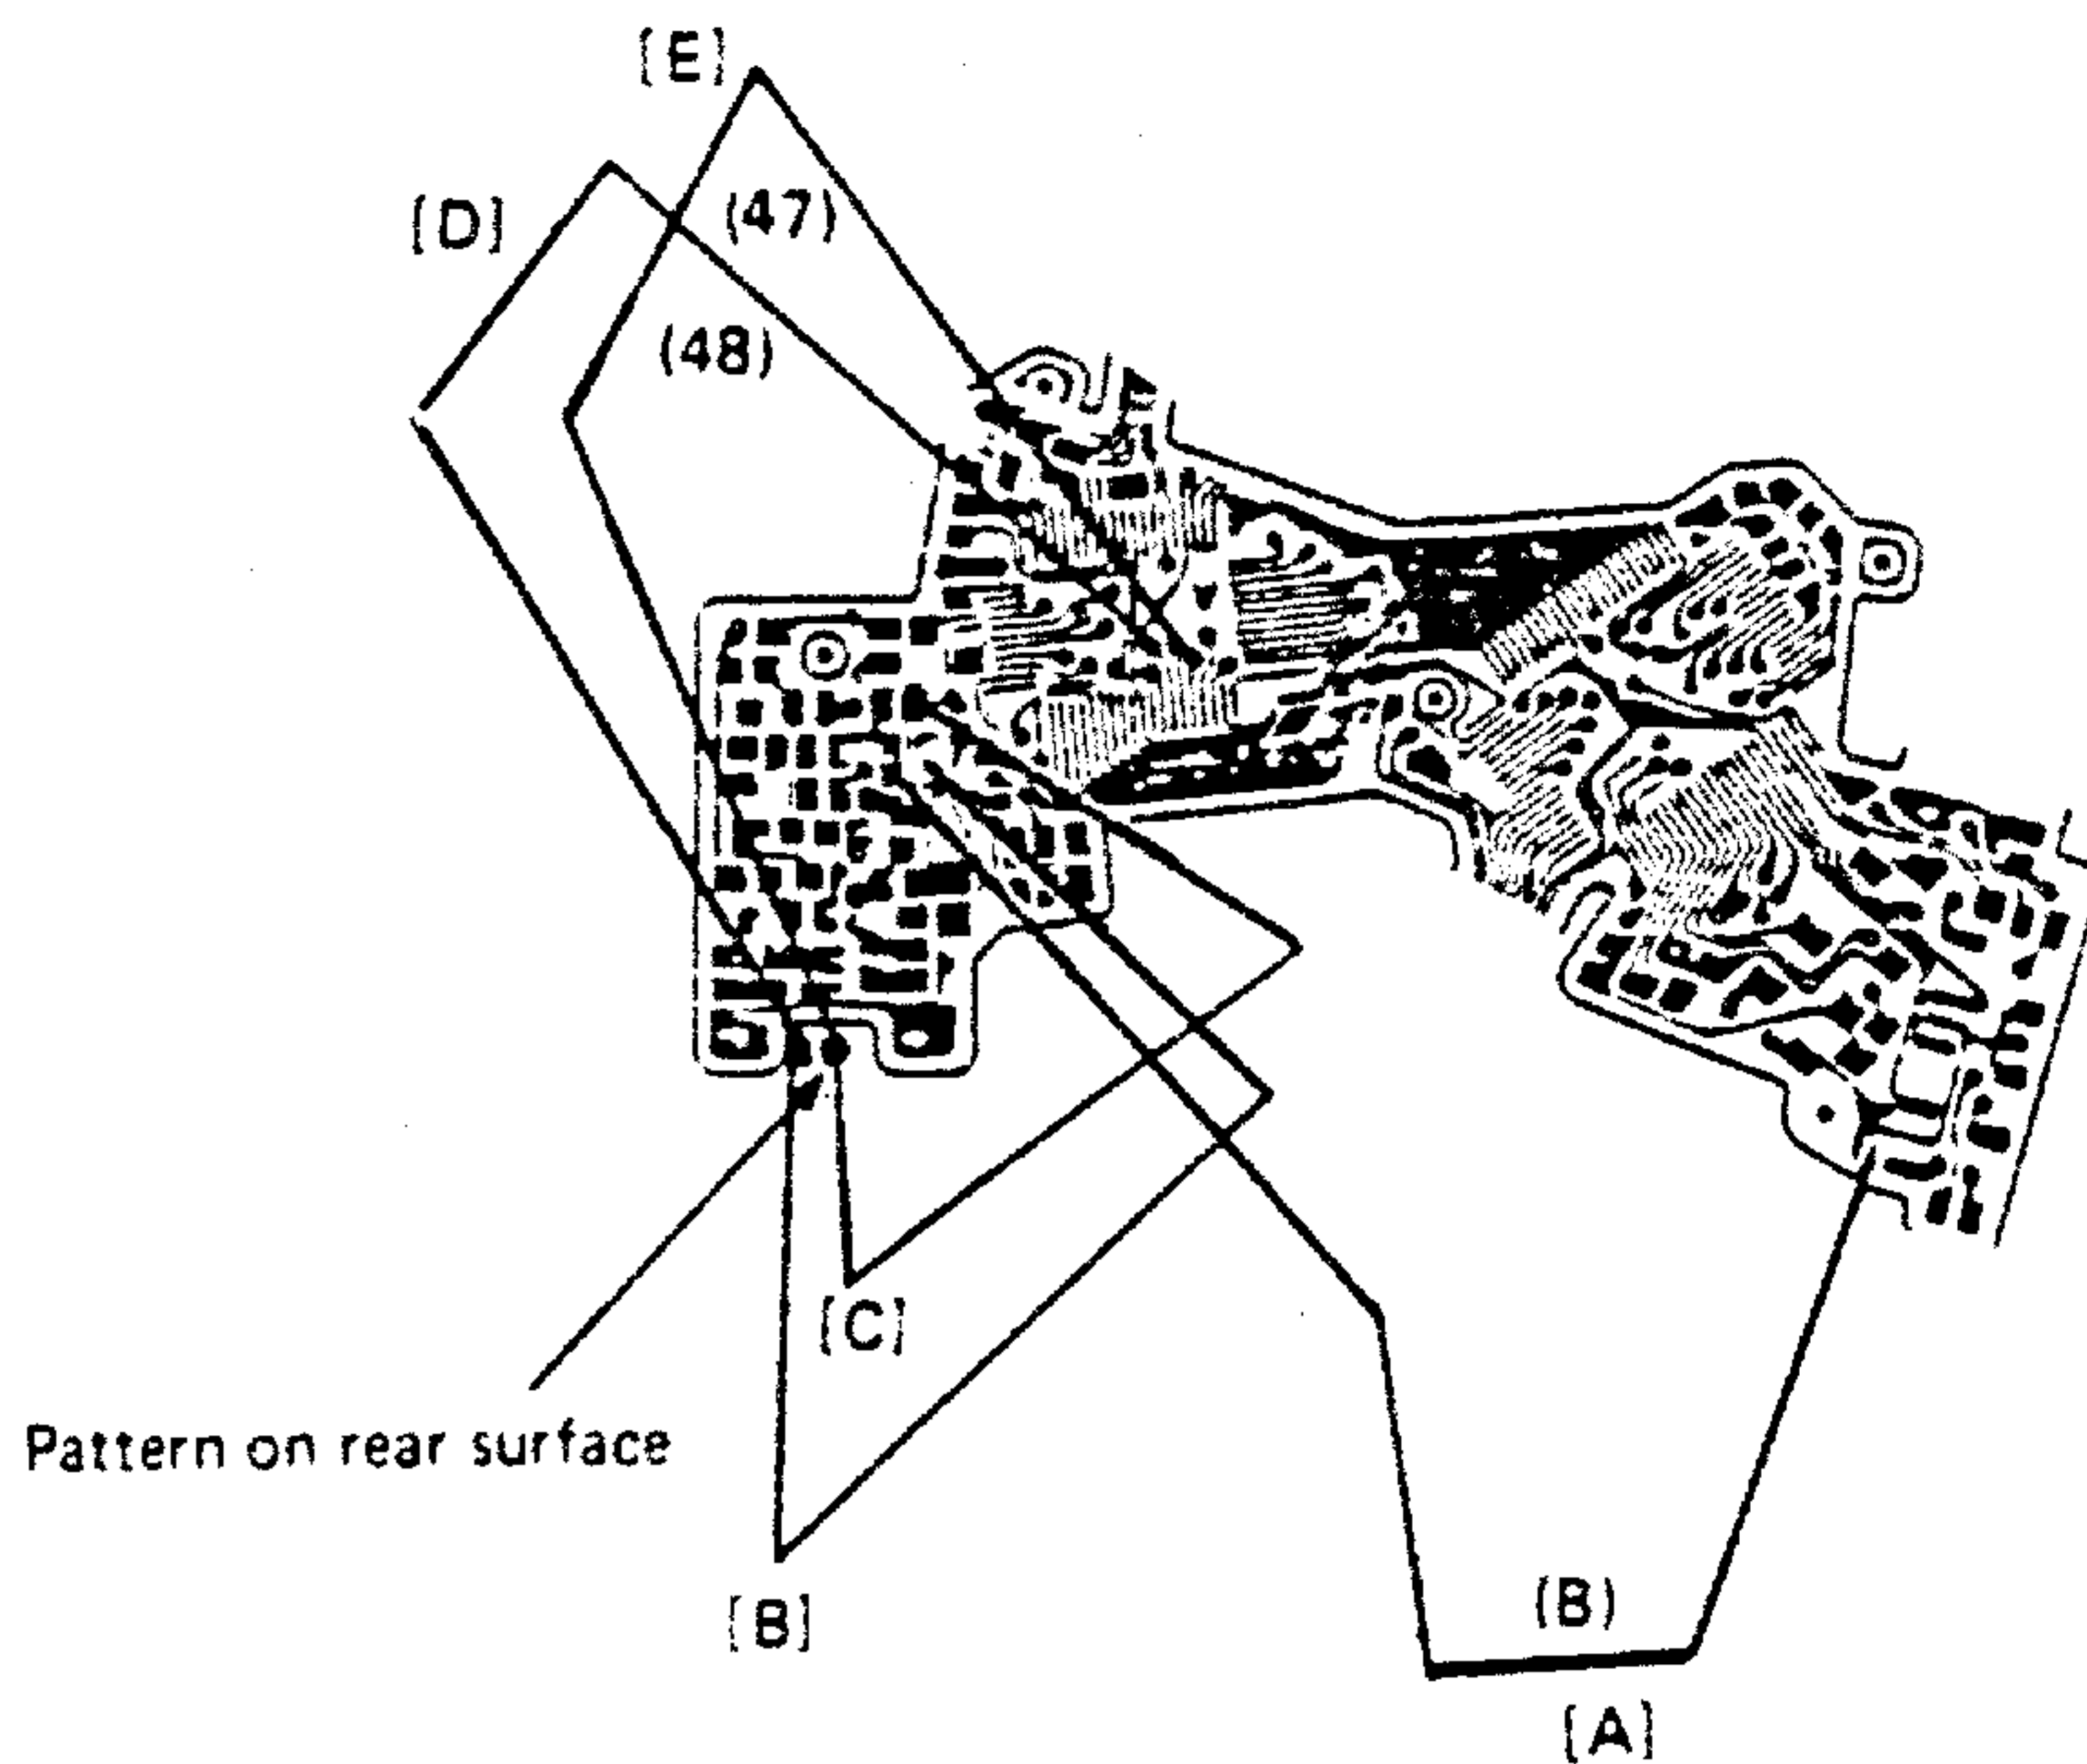 [E]
[D]
(47)
(48)
[C]
Pattern on rear surface
[B]
(B)
[A]